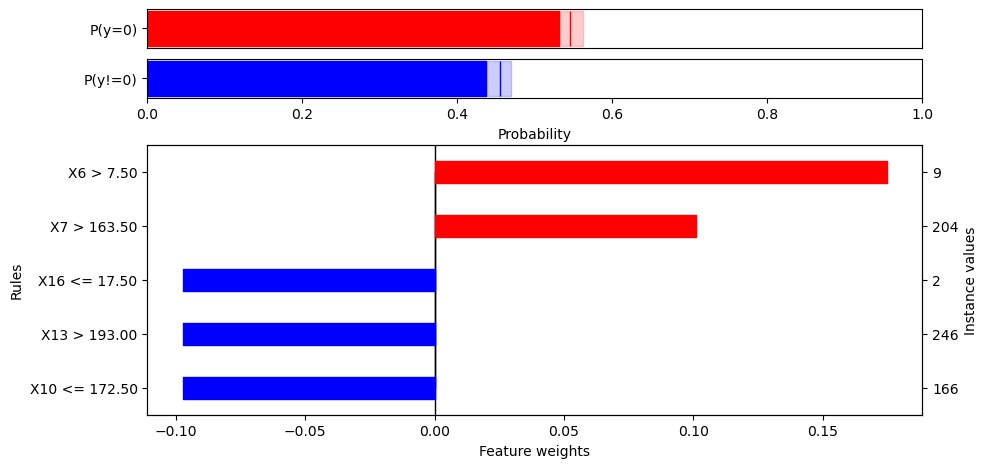 P(y=0)
P(y!=0)
0.0 0.2 0.4 0.6 0.8 1.0
Probability
Rules
X6 > 7.50 9
X7 > 163.50 204
X16 <= 17.50 2
X13 > 193.00 246
X10 <= 172.50 166
Instance values
−0.10 −0.05 0.00 0.05 0.10 0.15
Feature weights